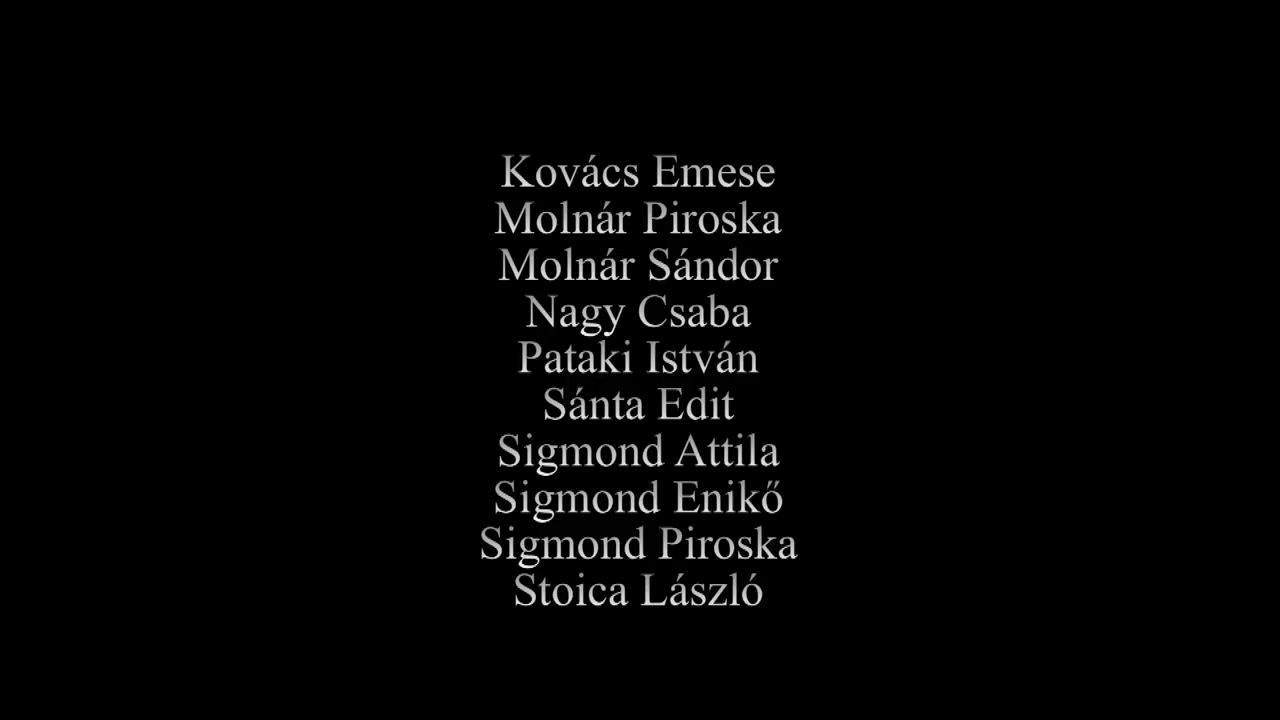 Kovács Emese
Molnár Piroska
Molnár Sándor
Nagy Csaba
Pataki István
Sánta Edit
Sigmond Attila
Sigmond Enikő
Sigmond Piroska
Stoica László